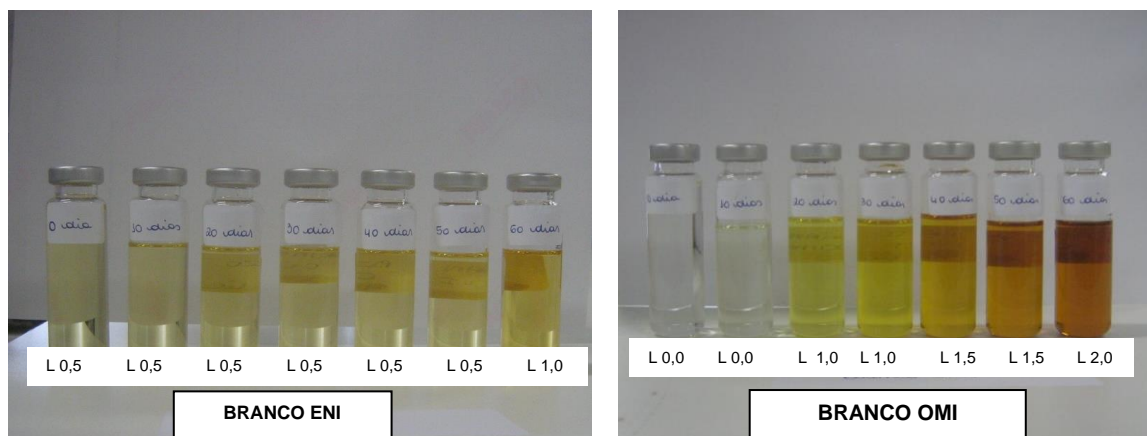 0 dia
10 dias
20 dias
30 dias
40 dias
50 dias
60 dias
L 0,5 L 0,5 L 0,5 L 0,5 L 0,5 L 0,5 L 1,0
BRANCO ENI
0 dia
10 dias
20 dias
30 dias
40 dias
50 dias
60 dias
L 0,0 L 0,0 L 1,0 L 1,0 L 1,5 L 1,5 L 2,0
BRANCO OMI